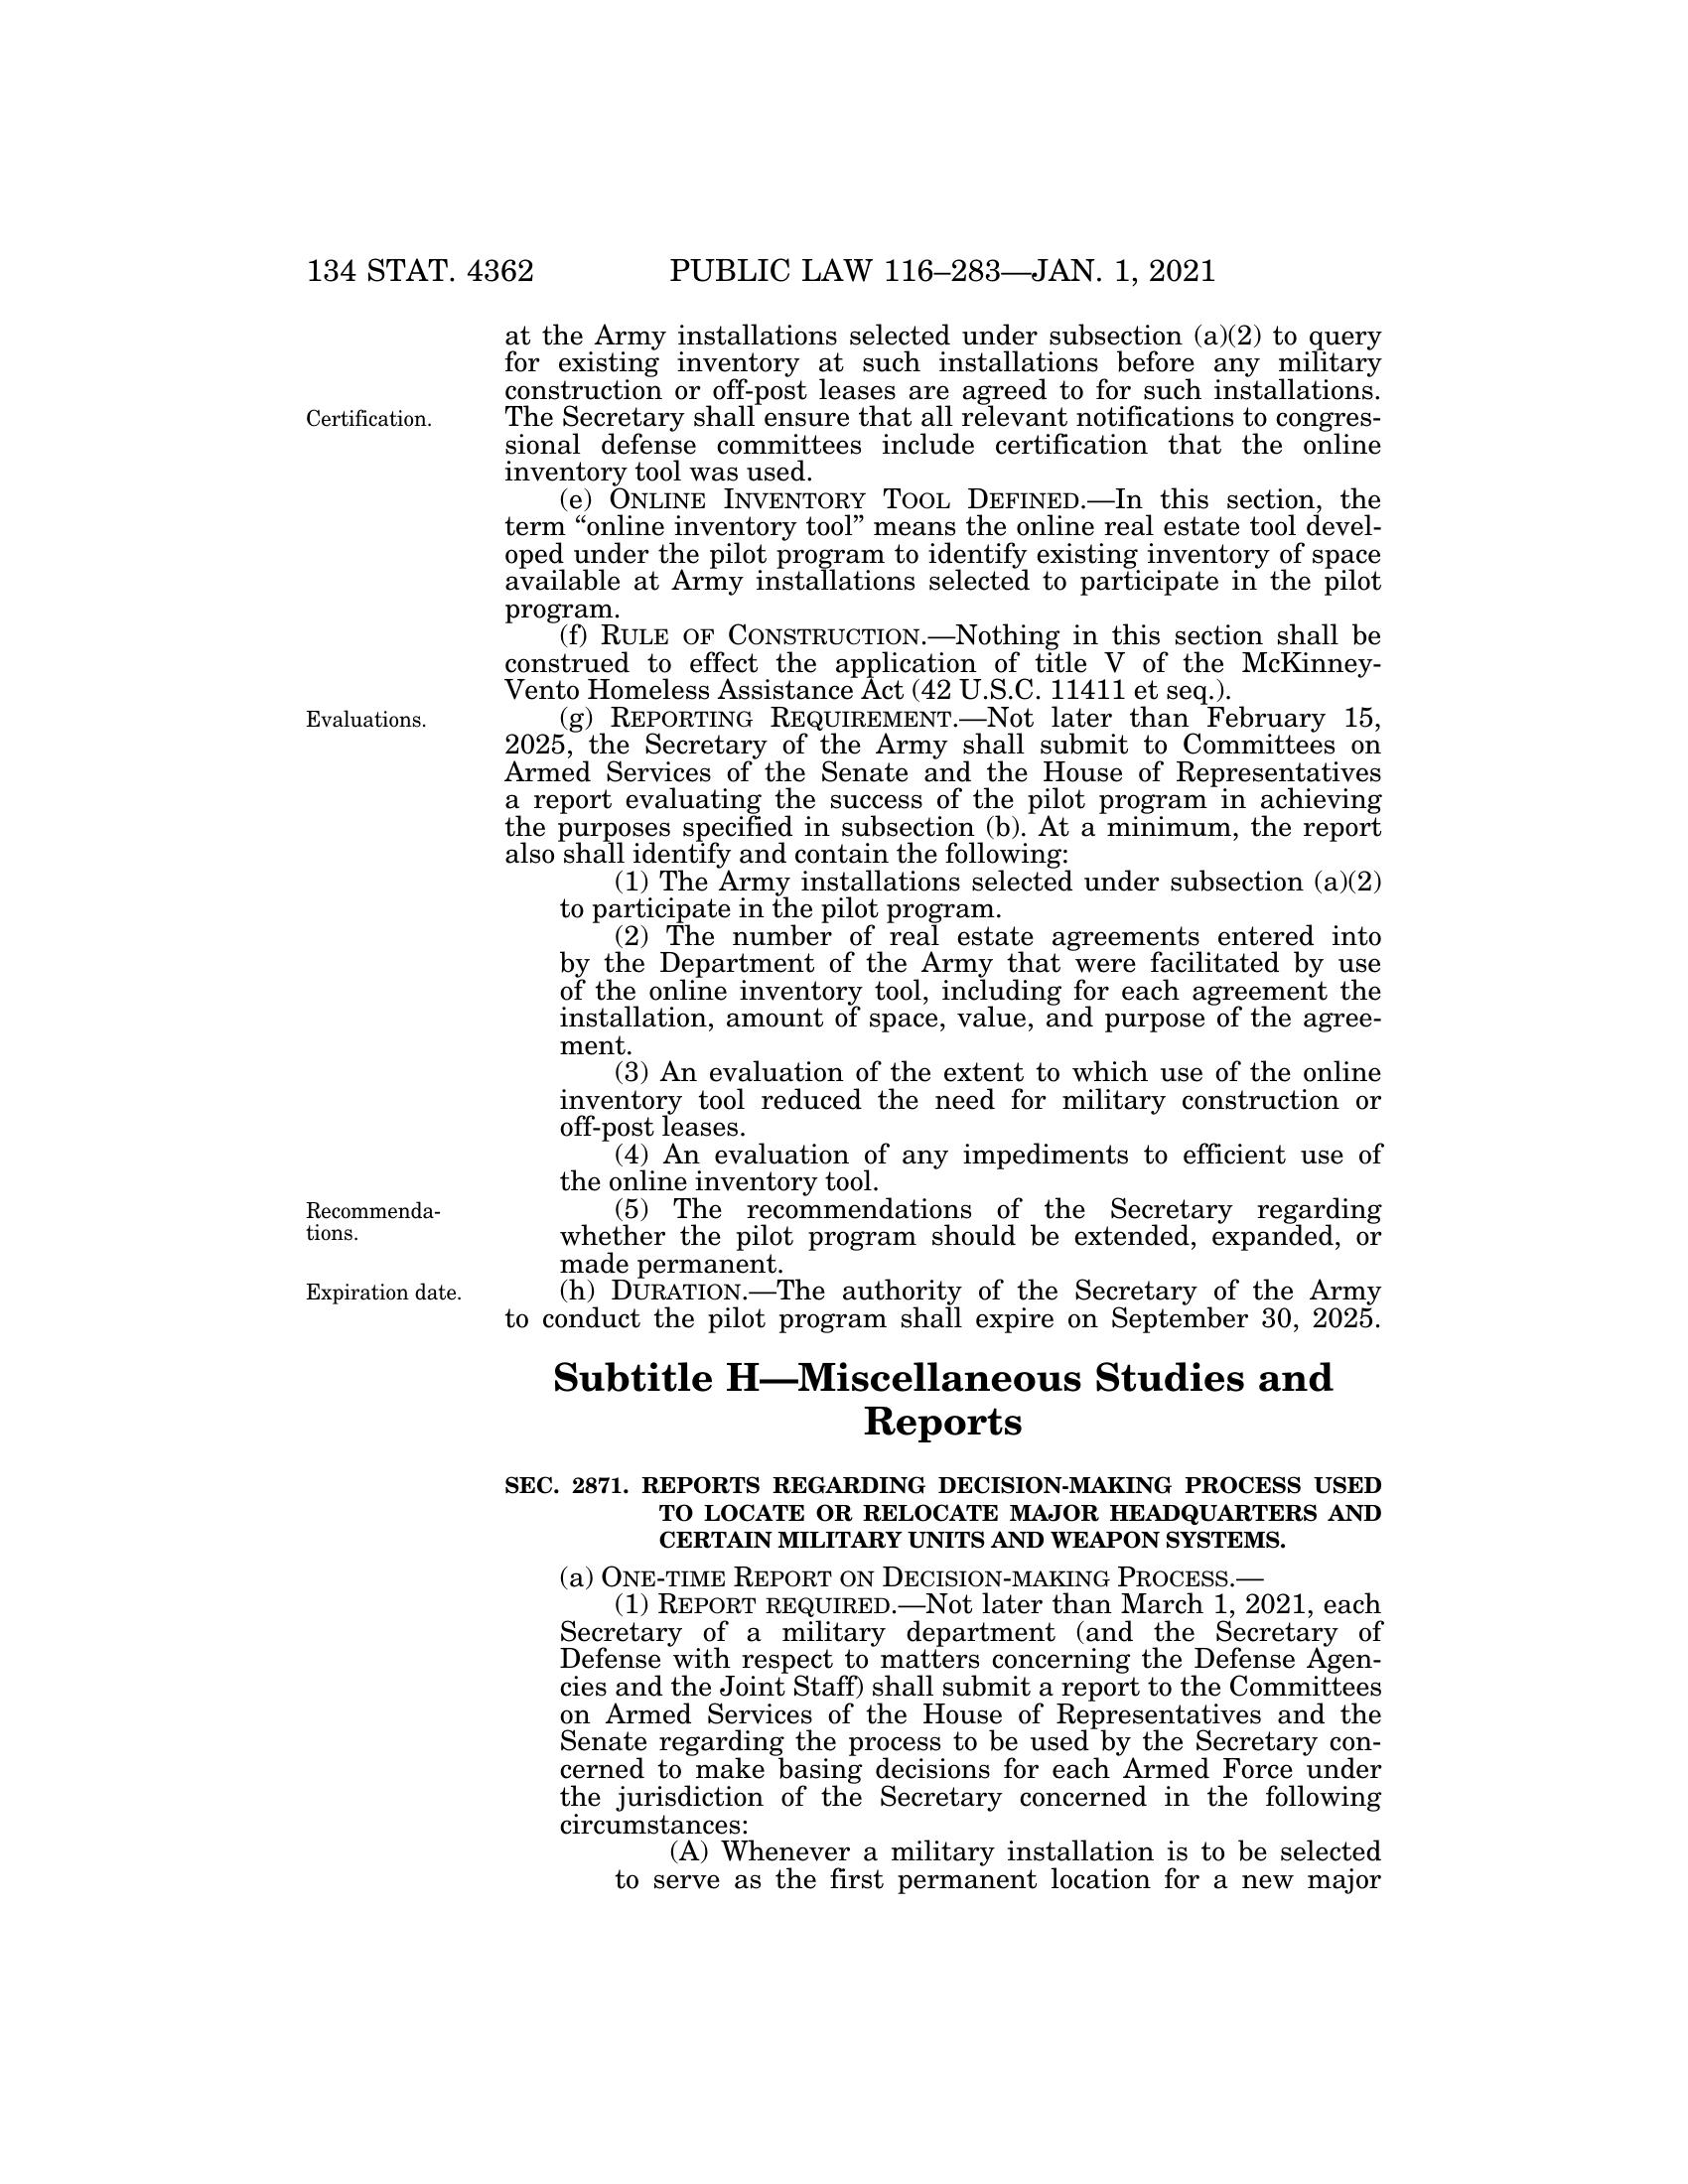 134 STAT. 4362 PUBLIC LAW 116–283—JAN. 1, 2021
at the Army installations selected under subsection (a)(2) to query
for existing inventory at such installations before any military
construction or off-post leases are agreed to for such installations.
Certification.
The Secretary shall ensure that all relevant notifications to congres-
sional defense committees include certification that the online
inventory tool was used.
(e) ONLINE INVENTORY TOOL DEFINED.—In this section, the
term “online inventory tool” means the online real estate tool devel-
oped under the pilot program to identify existing inventory of space
available at Army installations selected to participate in the pilot
program.
(f) RULE OF CONSTRUCTION.—Nothing in this section shall be
construed to effect the application of title V of the McKinney-
Vento Homeless Assistance Act (42 U.S.C. 11411 et seq.).
Evaluations.
(g) REPORTING REQUIREMENT.—Not later than February 15,
2025, the Secretary of the Army shall submit to Committees on
Armed Services of the Senate and the House of Representatives
a report evaluating the success of the pilot program in achieving
the purposes specified in subsection (b). At a minimum, the report
also shall identify and contain the following:
(1) The Army installations selected under subsection (a)(2)
to participate in the pilot program.
(2) The number of real estate agreements entered into
by the Department of the Army that were facilitated by use
of the online inventory tool, including for each agreement the
installation, amount of space, value, and purpose of the agree-
ment.
(3) An evaluation of the extent to which use of the online
inventory tool reduced the need for military construction or
off-post leases.
(4) An evaluation of any impediments to efficient use of
the online inventory tool.
Recommenda-
tions.
(5) The recommendations of the Secretary regarding
whether the pilot program should be extended, expanded, or
made permanent.
Expiration date.
(h) DURATION.—The authority of the Secretary of the Army
to conduct the pilot program shall expire on September 30, 2025.
Subtitle H—Miscellaneous Studies and
Reports
SEC. 2871. REPORTS REGARDING DECISION-MAKING PROCESS USED
TO LOCATE OR RELOCATE MAJOR HEADQUARTERS AND
CERTAIN MILITARY UNITS AND WEAPON SYSTEMS.
(a) ONE-TIME REPORT ON DECISION-MAKING PROCESS.—
(1) REPORT REQUIRED.—Not later than March 1, 2021, each
Secretary of a military department (and the Secretary of
Defense with respect to matters concerning the Defense Agen-
cies and the Joint Staff) shall submit a report to the Committees
on Armed Services of the House of Representatives and the
Senate regarding the process to be used by the Secretary con-
cerned to make basing decisions for each Armed Force under
the jurisdiction of the Secretary concerned in the following
circumstances:
(A) Whenever a military installation is to be selected
to serve as the first permanent location for a new major